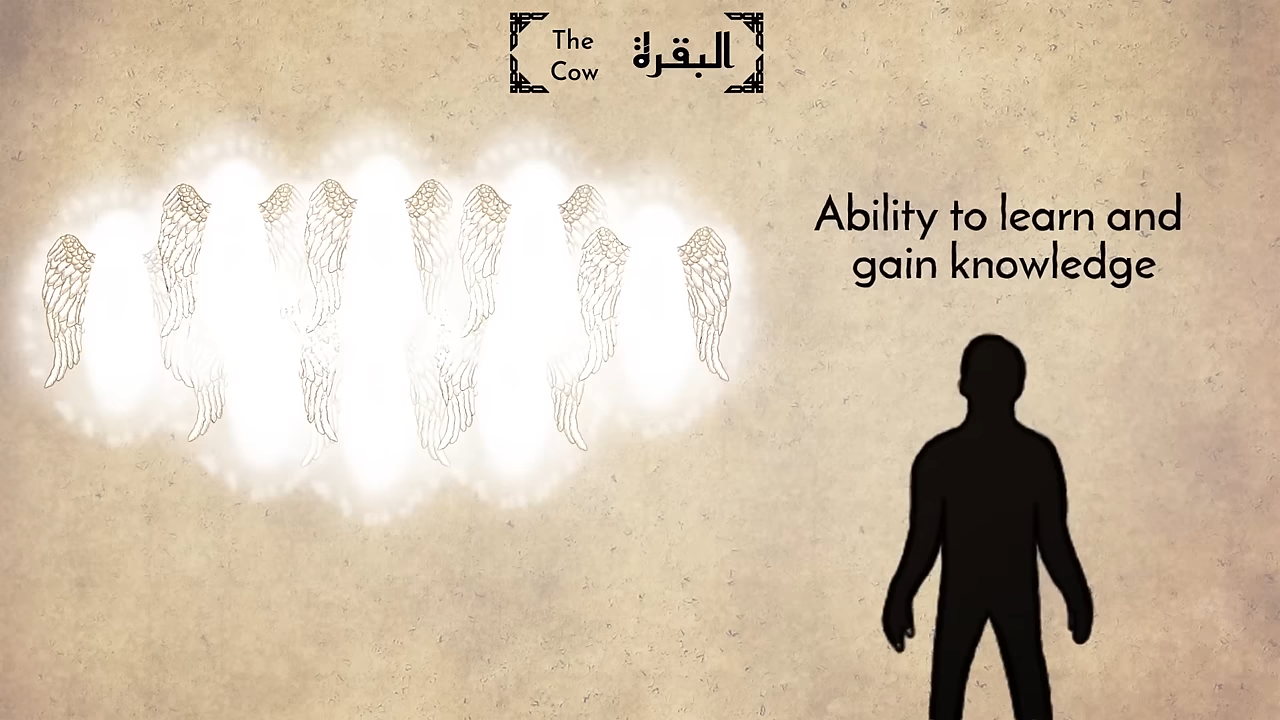 The
Cow
البقرة
Ability to learn and
gain knowledge